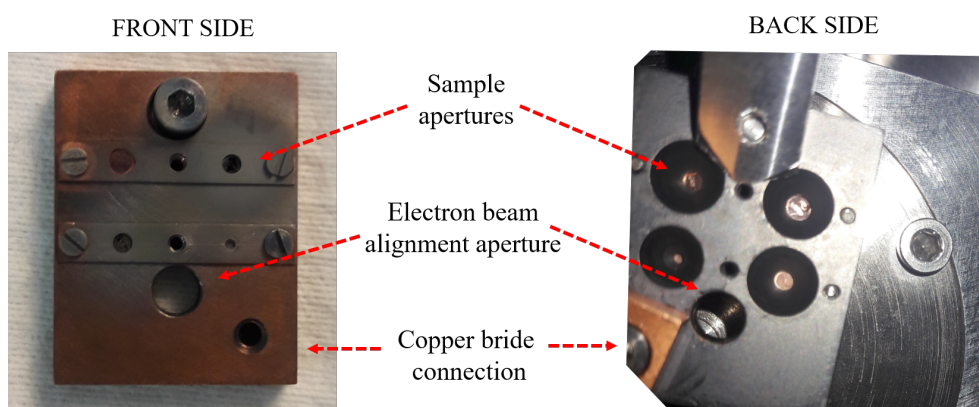 FRONT SIDE
BACK SIDE
Sample
apertures
Electron beam
alignment aperture
Copper bride
connection